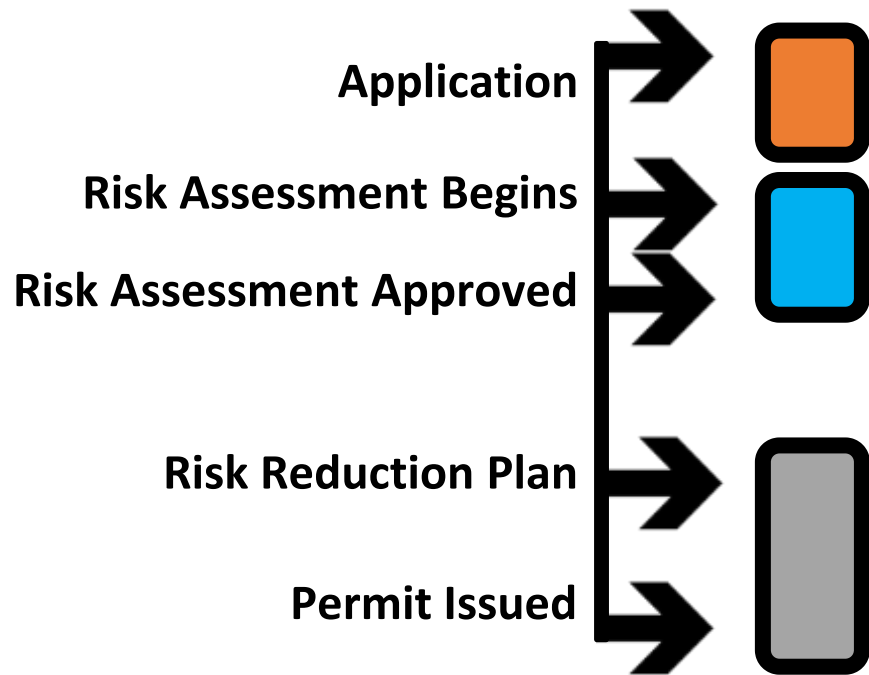 Application
Risk Assessment Begins
Risk Assessment Approved
Risk Reduction Plan
Permit Issued